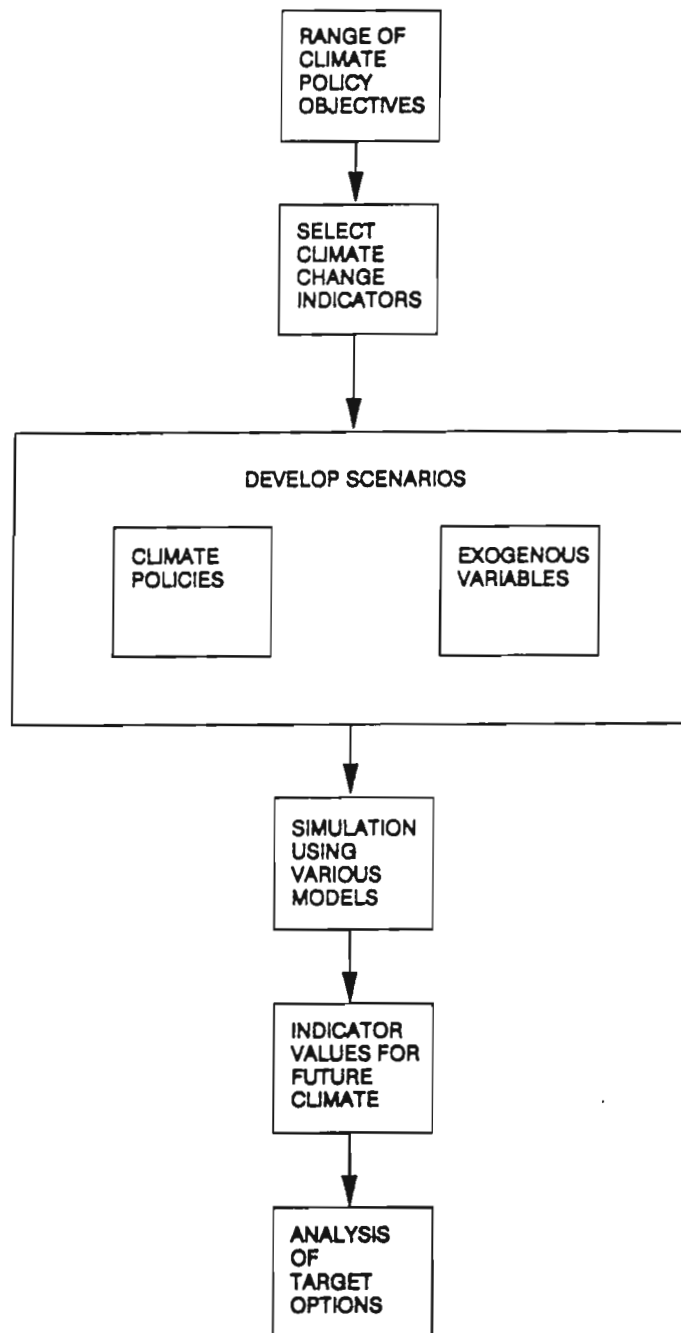 RANGE OF
CLIMATE
POLICY
OBJECTIVES
SELECT
CLIMATE
CHANGE
INDICATORS
DEVELOP SCENARIOS
CLIMATE
POLICIES
EXOGENOUS
VARIABLES
SIMULATION
USING
VARIOUS
MODELS
INDICATOR
VALUES FOR
FUTURE
CLIMATE
ANALYSIS
OF
TARGET
OPTIONS